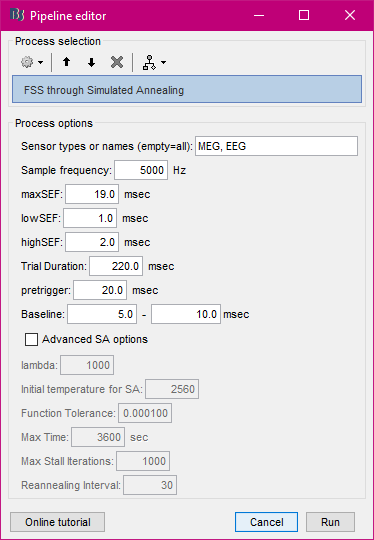 Pipeline editor
Process selection
FSS through Simulated Annealing
Process options
Sensor types or names (empty=all): MEG, EEG
Sample frequency: 5000 Hz
maxSEF: 19.0 msec
lowSEF: 1.0 msec
highSEF: 2.0 msec
Trial Duration: 220.0 msec
pretrigger: 20.0 msec
Baseline: 5.0 - 10.0 msec
Advanced SA options
lambda: 1000
Initial temperature for SA: 2560
Function Tolerance: 0.000100
Max Time: 3600 sec
Max Stall Iterations: 1000
Reannealing Interval: 30
Online tutorial Cancel Run